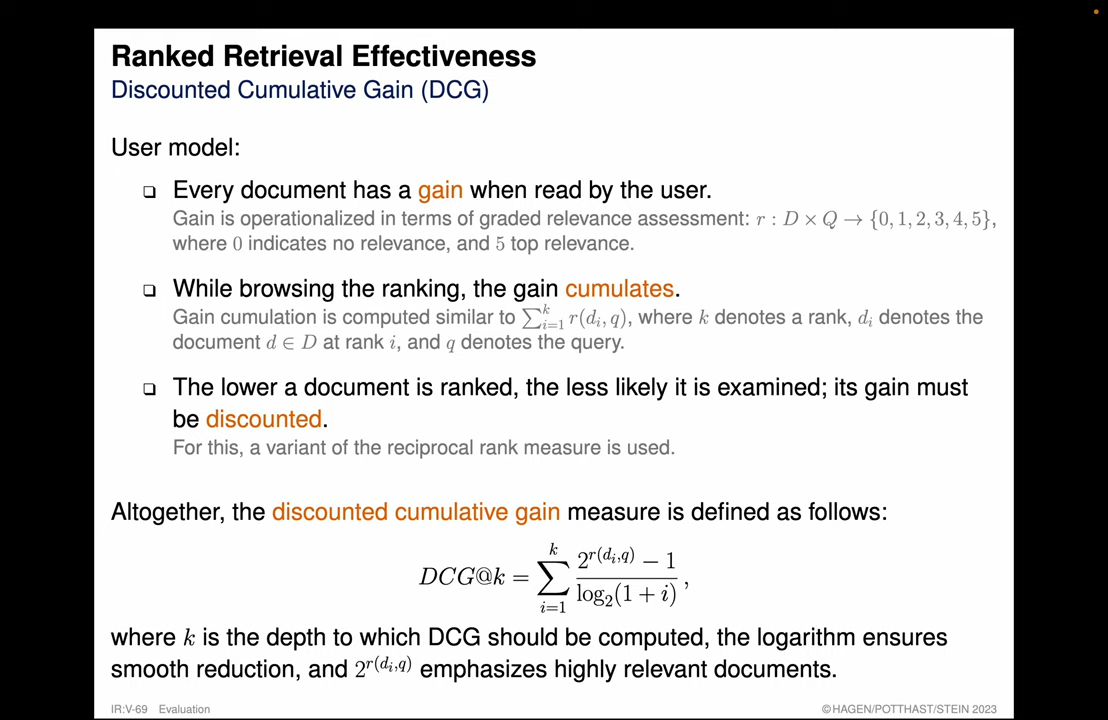 Ranked Retrieval Effectiveness
Discounted Cumulative Gain (DCG)
User model:
❑ Every document has a gain when read by the user.
Gain is operationalized in terms of graded relevance assessment: r : D × Q → {0, 1, 2, 3, 4, 5},
where 0 indicates no relevance, and 5 top relevance.
❑ While browsing the ranking, the gain cumulates.
Gain cumulation is computed similar to ∑_{i=1}^{k} r(d_i, q), where k denotes a rank, d_i denotes the
document d ∈ D at rank i, and q denotes the query.
❑ The lower a document is ranked, the less likely it is examined; its gain must
be discounted.
For this, a variant of the reciprocal rank measure is used.
Altogether, the discounted cumulative gain measure is defined as follows:
DCG@k = ∑_{i=1}^{k} (2^{r(d_i,q)} − 1) / (log_2(1 + i)),
where k is the depth to which DCG should be computed, the logarithm ensures
smooth reduction, and 2^{r(d_i,q)} emphasizes highly relevant documents.
IR:V-69 Evaluation
©HAGEN/POTTHAST/STEIN 2023